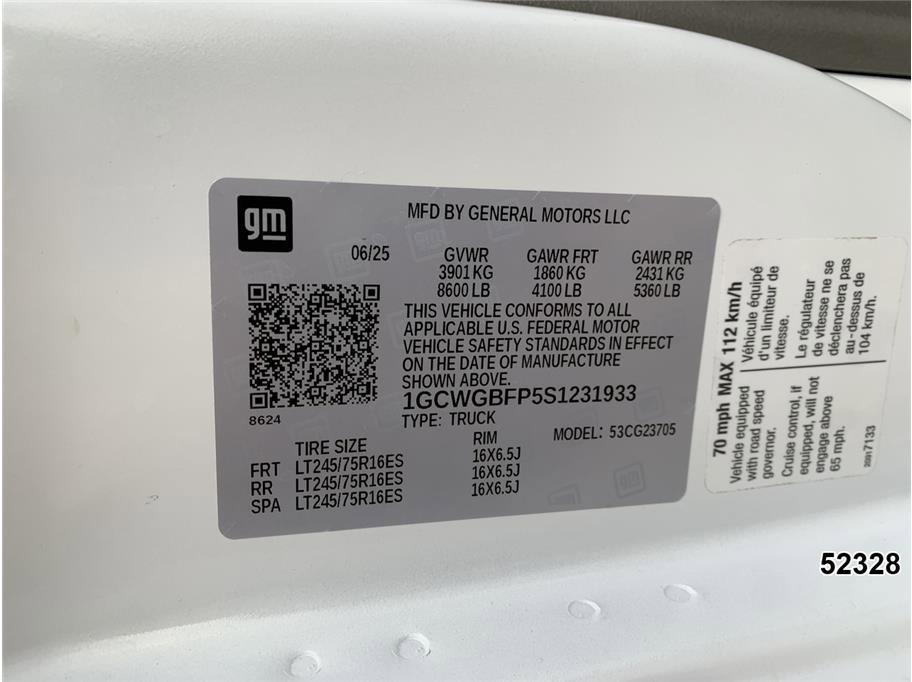 gm
MFD BY GENERAL MOTORS LLC
06/25 GVWR GAWR FRT GAWR RR
3901 KG 1860 KG 2431 KG
8600 LB 4100 LB 5360 LB
THIS VEHICLE CONFORMS TO ALL
APPLICABLE U.S. FEDERAL MOTOR
VEHICLE SAFETY STANDARDS IN EFFECT
ON THE DATE OF MANUFACTURE
SHOWN ABOVE.
1GCWGBFP5S1231933
8624
TYPE: TRUCK
MODEL: 53CG23705
TIRE SIZE RIM
FRT LT245/75R16ES 16X6.5J
RR LT245/75R16ES 16X6.5J
SPA LT245/75R16ES 16X6.5J
70 mph MAX 112 km/h
Vehicle equipped
with road speed
governor.
Véhicule équipé
d'un limiteur de
vitesse.
Cruise control, if
equipped, will not
engage above
65 mph.
Le régulateur
de vitesse ne se
déclenchera pas
au-dessus de
104 km/h.
7133
52328